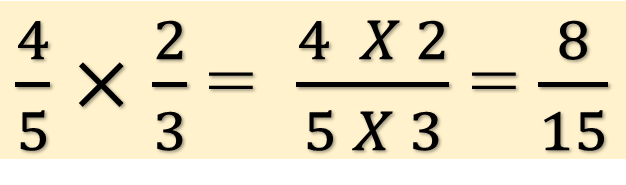 4/5 × 2/3 = 4 X 2/5 X 3 = 8/15